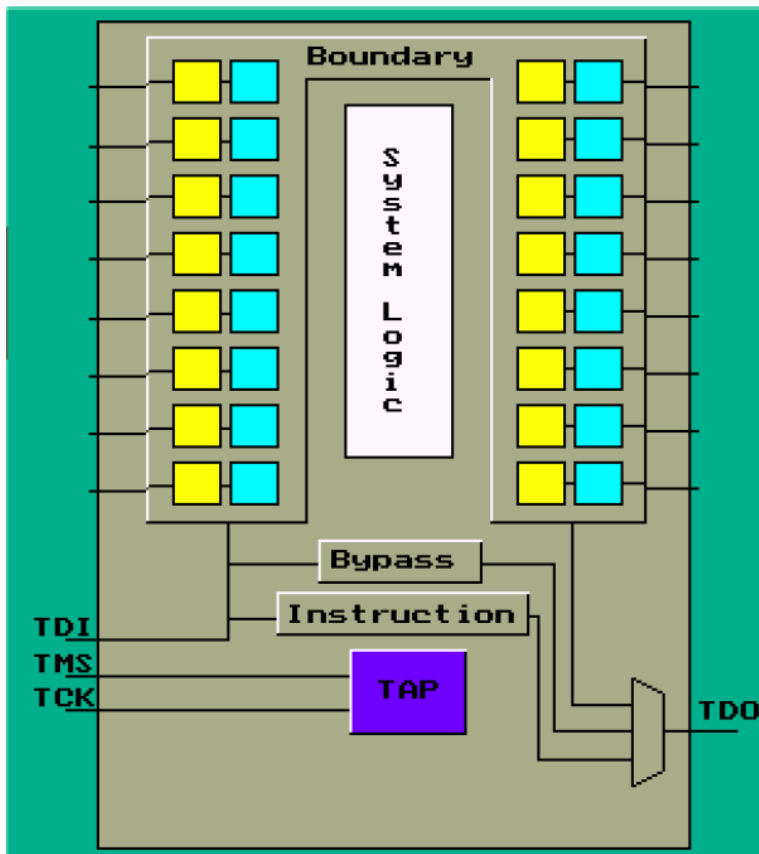 Boundary
System Logic
Bypass
Instruction
TDI
TMS
TAP
TCK
TDO